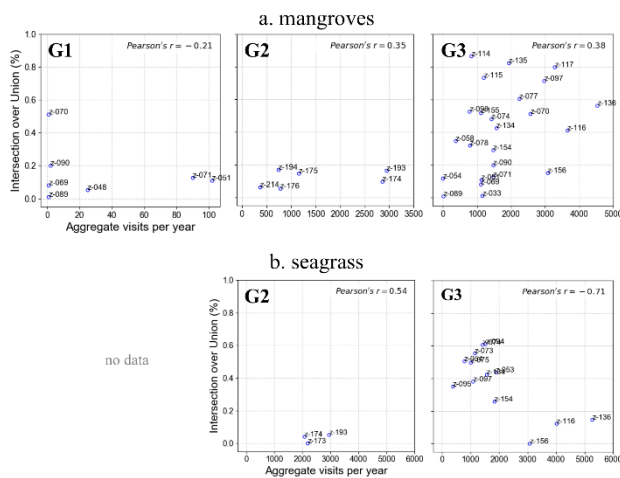 a. mangroves
G1
Pearson's r = −0.21
G2
Pearson's r = 0.35
G3
Pearson's r = 0.38
Intersection over Union (%)
1.0
0.8
0.6
0.4
0.2
0.0
z-070
z-090
z-069
z-089
z-048
z-071
z-051
0 20 40 60 80 100
Aggregate visits per year
z-194
z-175
z-193
z-214
z-176
z-174
0 500 1000 1500 2000 2500 3000 3500
Aggregate visits per year
z-114
z-135
z-117
z-115
z-097
z-077
z-136
z-155
z-070
z-074
z-134
z-116
z-058
z-078
z-154
z-090
z-156
z-071
z-054
z-069
z-089
z-033
0 1000 2000 3000 4000 5000
b. seagrass
no data
G2
Pearson's r = 0.54
G3
Pearson's r = −0.71
Intersection over Union (%)
1.0
0.8
0.6
0.4
0.2
0.0
z-174
z-193
z-173
0 1000 2000 3000 4000 5000 6000
Aggregate visits per year
z-073
z-097
z-095
z-154
z-116
z-136
z-156
0 1000 2000 3000 4000 5000 6000